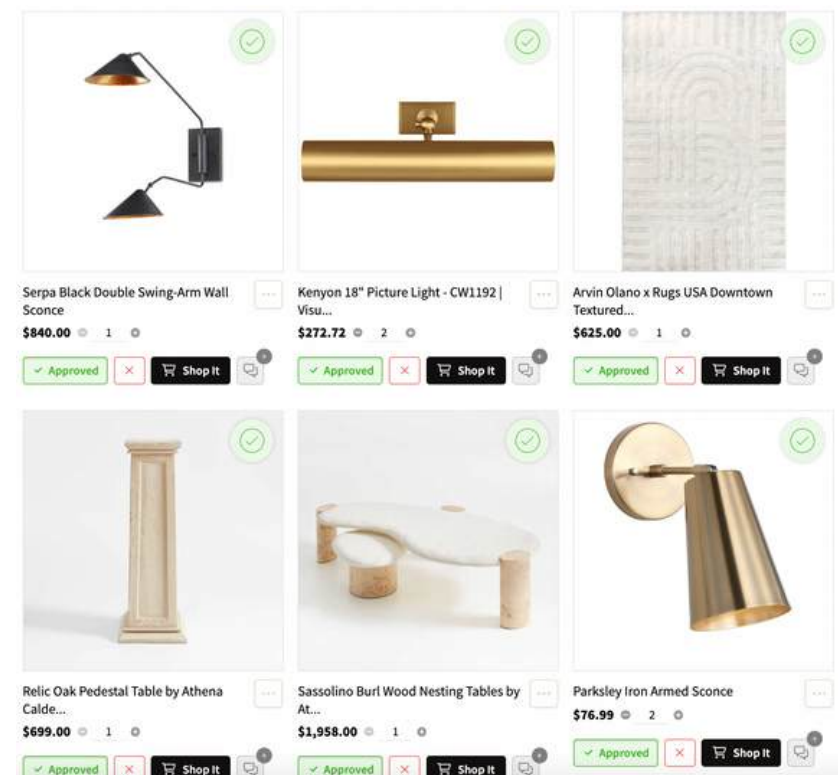 Serpa Black Double Swing-Arm Wall
Sconce
$840.00 1
Approved Shop It
Kenyon 18" Picture Light - CW1192 |
Visu...
$272.72 2
Approved Shop It
Arvin Olano x Rugs USA Downtown
Textured...
$625.00 1
Approved Shop It
Relic Oak Pedestal Table by Athena
Calde...
$699.00 1
Approved Shop It
Sassolino Burl Wood Nesting Tables by
At...
$1,958.00 1
Approved Shop It
Parksley Iron Armed Sconce
$76.99 2
Approved Shop It